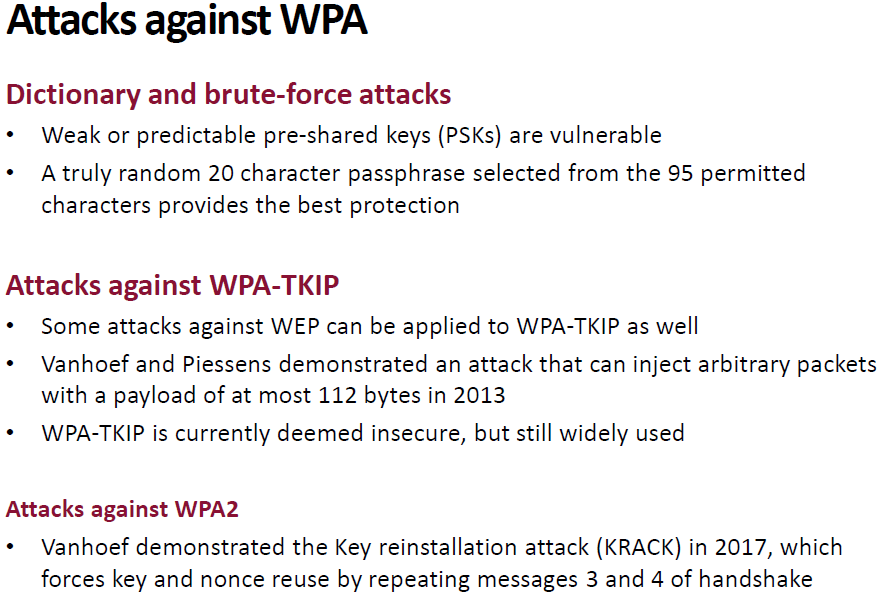 Attacks against WPA
Dictionary and brute-force attacks
• Weak or predictable pre-shared keys (PSKs) are vulnerable
• A truly random 20 character passphrase selected from the 95 permitted
characters provides the best protection
Attacks against WPA-TKIP
• Some attacks against WEP can be applied to WPA-TKIP as well
• Vanhoef and Piessens demonstrated an attack that can inject arbitrary packets
with a payload of at most 112 bytes in 2013
• WPA-TKIP is currently deemed insecure, but still widely used
Attacks against WPA2
• Vanhoef demonstrated the Key reinstallation attack (KRACK) in 2017, which
forces key and nonce reuse by repeating messages 3 and 4 of handshake